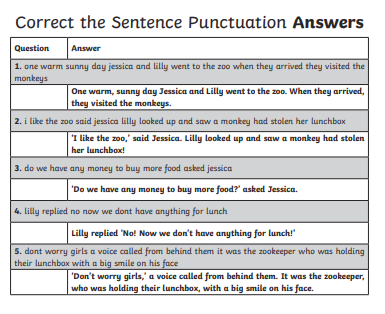 Correct the Sentence Punctuation Answers
Question Answer
1. one warm sunny day jessica and lilly went to the zoo when they arrived they visited the
monkeys
One warm, sunny day Jessica and Lilly went to the zoo. When they arrived,
they visited the monkeys.
2. i like the zoo said jessica lilly looked up and saw a monkey had stolen her lunchbox
'I like the zoo,' said Jessica. Lilly looked up and saw a monkey had stolen
her lunchbox!
3. do we have any money to buy more food asked jessica
'Do we have any money to buy more food?' asked Jessica.
4. lilly replied no now we dont have anything for lunch
Lilly replied 'No! Now we don't have anything for lunch!'
5. dont worry girls a voice called from behind them it was the zookeeper who was holding
their lunchbox with a big smile on his face
'Don't worry girls,' a voice called from behind them. It was the zookeeper,
who was holding their lunchbox, with a big smile on his face.